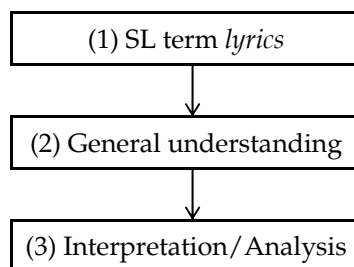 (1) SL term lyrics
(2) General understanding
(3) Interpretation/Analysis